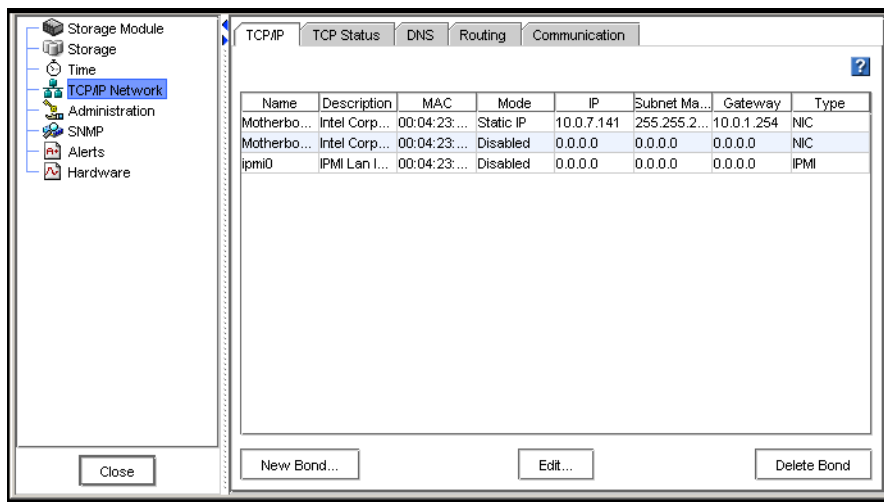 Storage Module
Storage
Time
TCP/IP Network
Administration
SNMP
Alerts
Hardware
Close
TCP/IP TCP Status DNS Routing Communication
?
Name Description MAC Mode IP Subnet Ma... Gateway Type
Motherbo... Intel Corp... 00:04:23:... Static IP 10.0.7.141 255.255.2... 10.0.1.254 NIC
Motherbo... Intel Corp... 00:04:23:... Disabled 0.0.0.0 0.0.0.0 0.0.0.0 NIC
ipmi0 IPMI Lan I... 00:04:23:... Disabled 0.0.0.0 0.0.0.0 0.0.0.0 IPMI
New Bond... Edit... Delete Bond